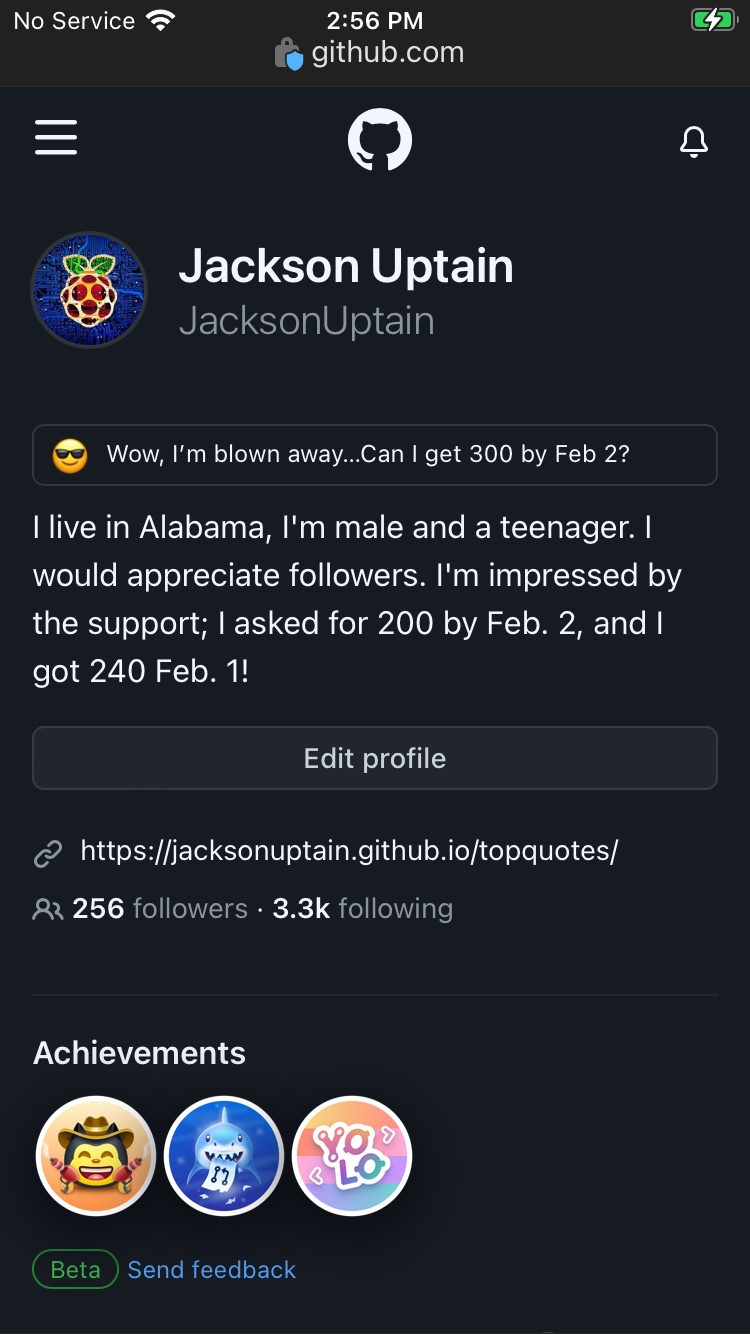 No Service 2:56 PM
github.com
Jackson Uptain
JacksonUptain
Wow, I’m blown away...Can I get 300 by Feb 2?
I live in Alabama, I'm male and a teenager. I
would appreciate followers. I'm impressed by
the support; I asked for 200 by Feb. 2, and I
got 240 Feb. 1!
Edit profile
https://jacksonuptain.github.io/topquotes/
256 followers · 3.3k following
Achievements
YOLO
Beta Send feedback